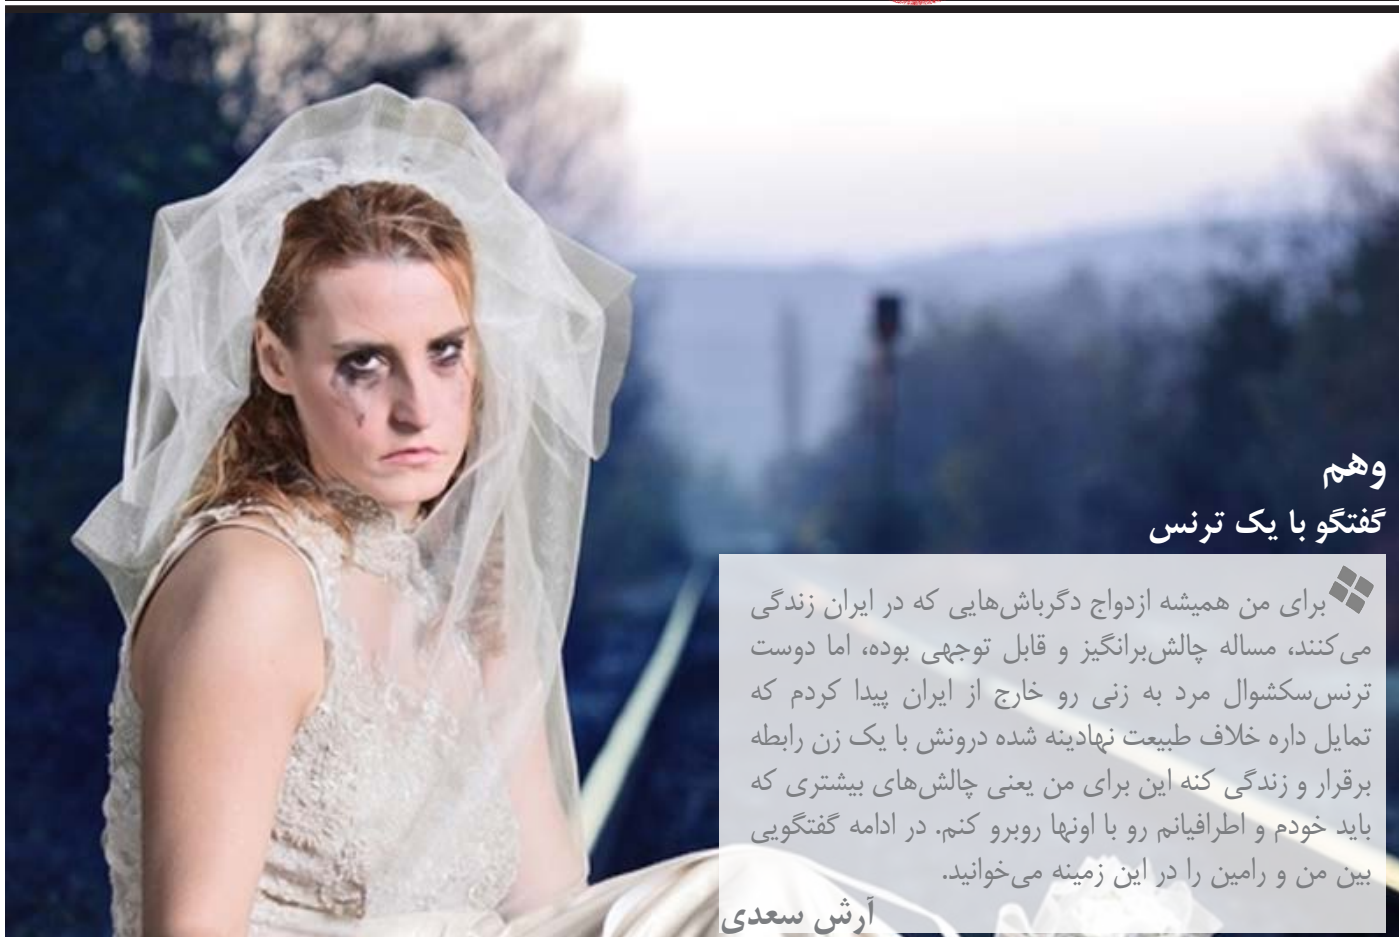 وهم
گفتگو با یک ترنس
برای من همیشه ازدواج دگرباش‌هایی که در ایران زندگی
می‌کنند، مساله چالش‌برانگیز و قابل توجهی بوده، اما دوست
ترنس‌سکشوال مرد به زنی رو خارج از ایران پیدا کردم که
تمایل داره خلاف طبیعت نهادینه شده درونش با یک زن رابطه
برقرار و زندگی کنه این برای من یعنی چالش‌های بیشتری که
باید خودم و اطرافیانم رو با اونها روبرو کنم. در ادامه گفتگویی
بین من و رامین را در این زمینه می‌خوانید.
آرش سعدی